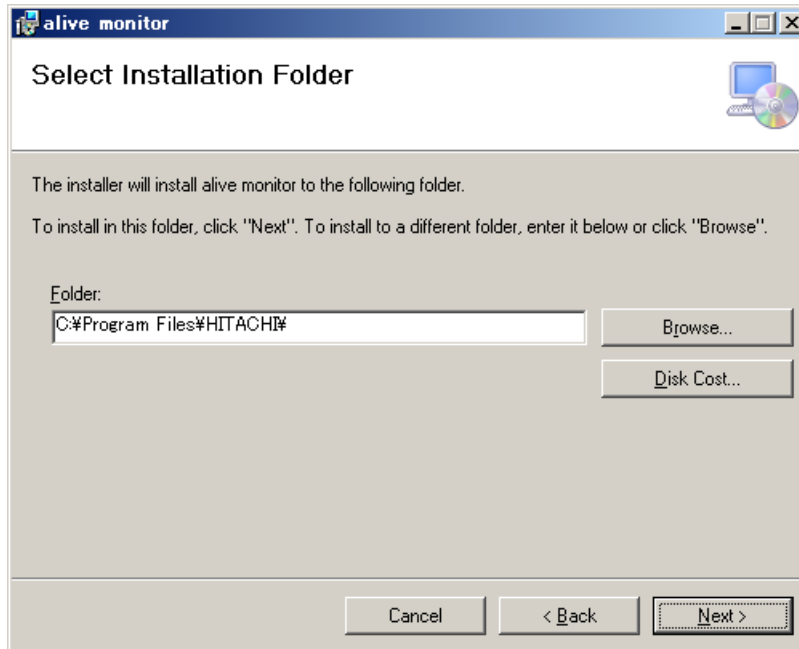 alive monitor
Select Installation Folder
The installer will install alive monitor to the following folder.
To install in this folder, click "Next". To install to a different folder, enter it below or click "Browse".
Folder:
C:¥Program Files¥HITACHI¥
Browse...
Disk Cost...
Cancel
< Back
Next >